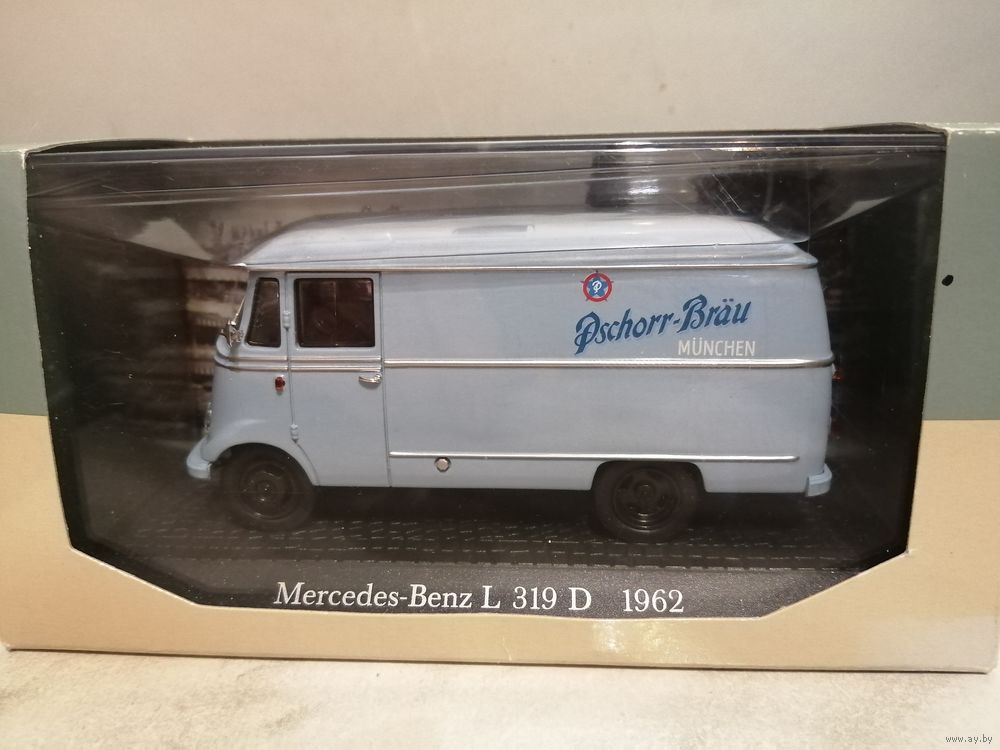 P
Pschorr-Bräu
MÜNCHEN
Mercedes-Benz L 319 D 1962
www.ay.by